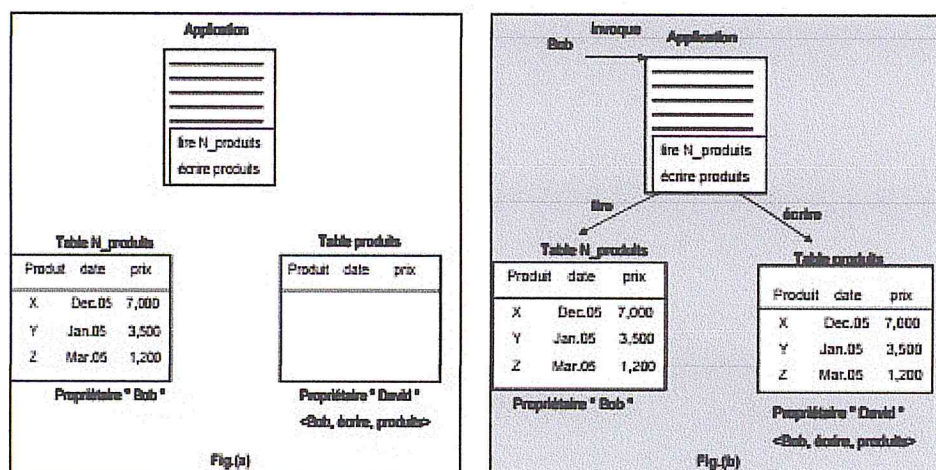 Application
lire N_produits
écrire produits
Table N_produits
Produit date prix
X Dec.05 7,000
Y Jan.05 3,500
Z Mar.05 1,200
Propriétaire " Bob "
Table produits
Produit date prix
Propriétaire " David "
<Bob, écrire, produits>
Fig.(a)
invoque
Bob
Application
lire N_produits
écrire produits
lire
écrire
Table N_produits
Produit date prix
X Dec.05 7,000
Y Jan.05 3,500
Z Mar.05 1,200
Propriétaire " Bob "
Table produits
Produit date prix
X Dec.05 7,000
Y Jan.05 3,500
Z Mar.05 1,200
Propriétaire " David "
<Bob, écrire, produits>
Fig.(b)